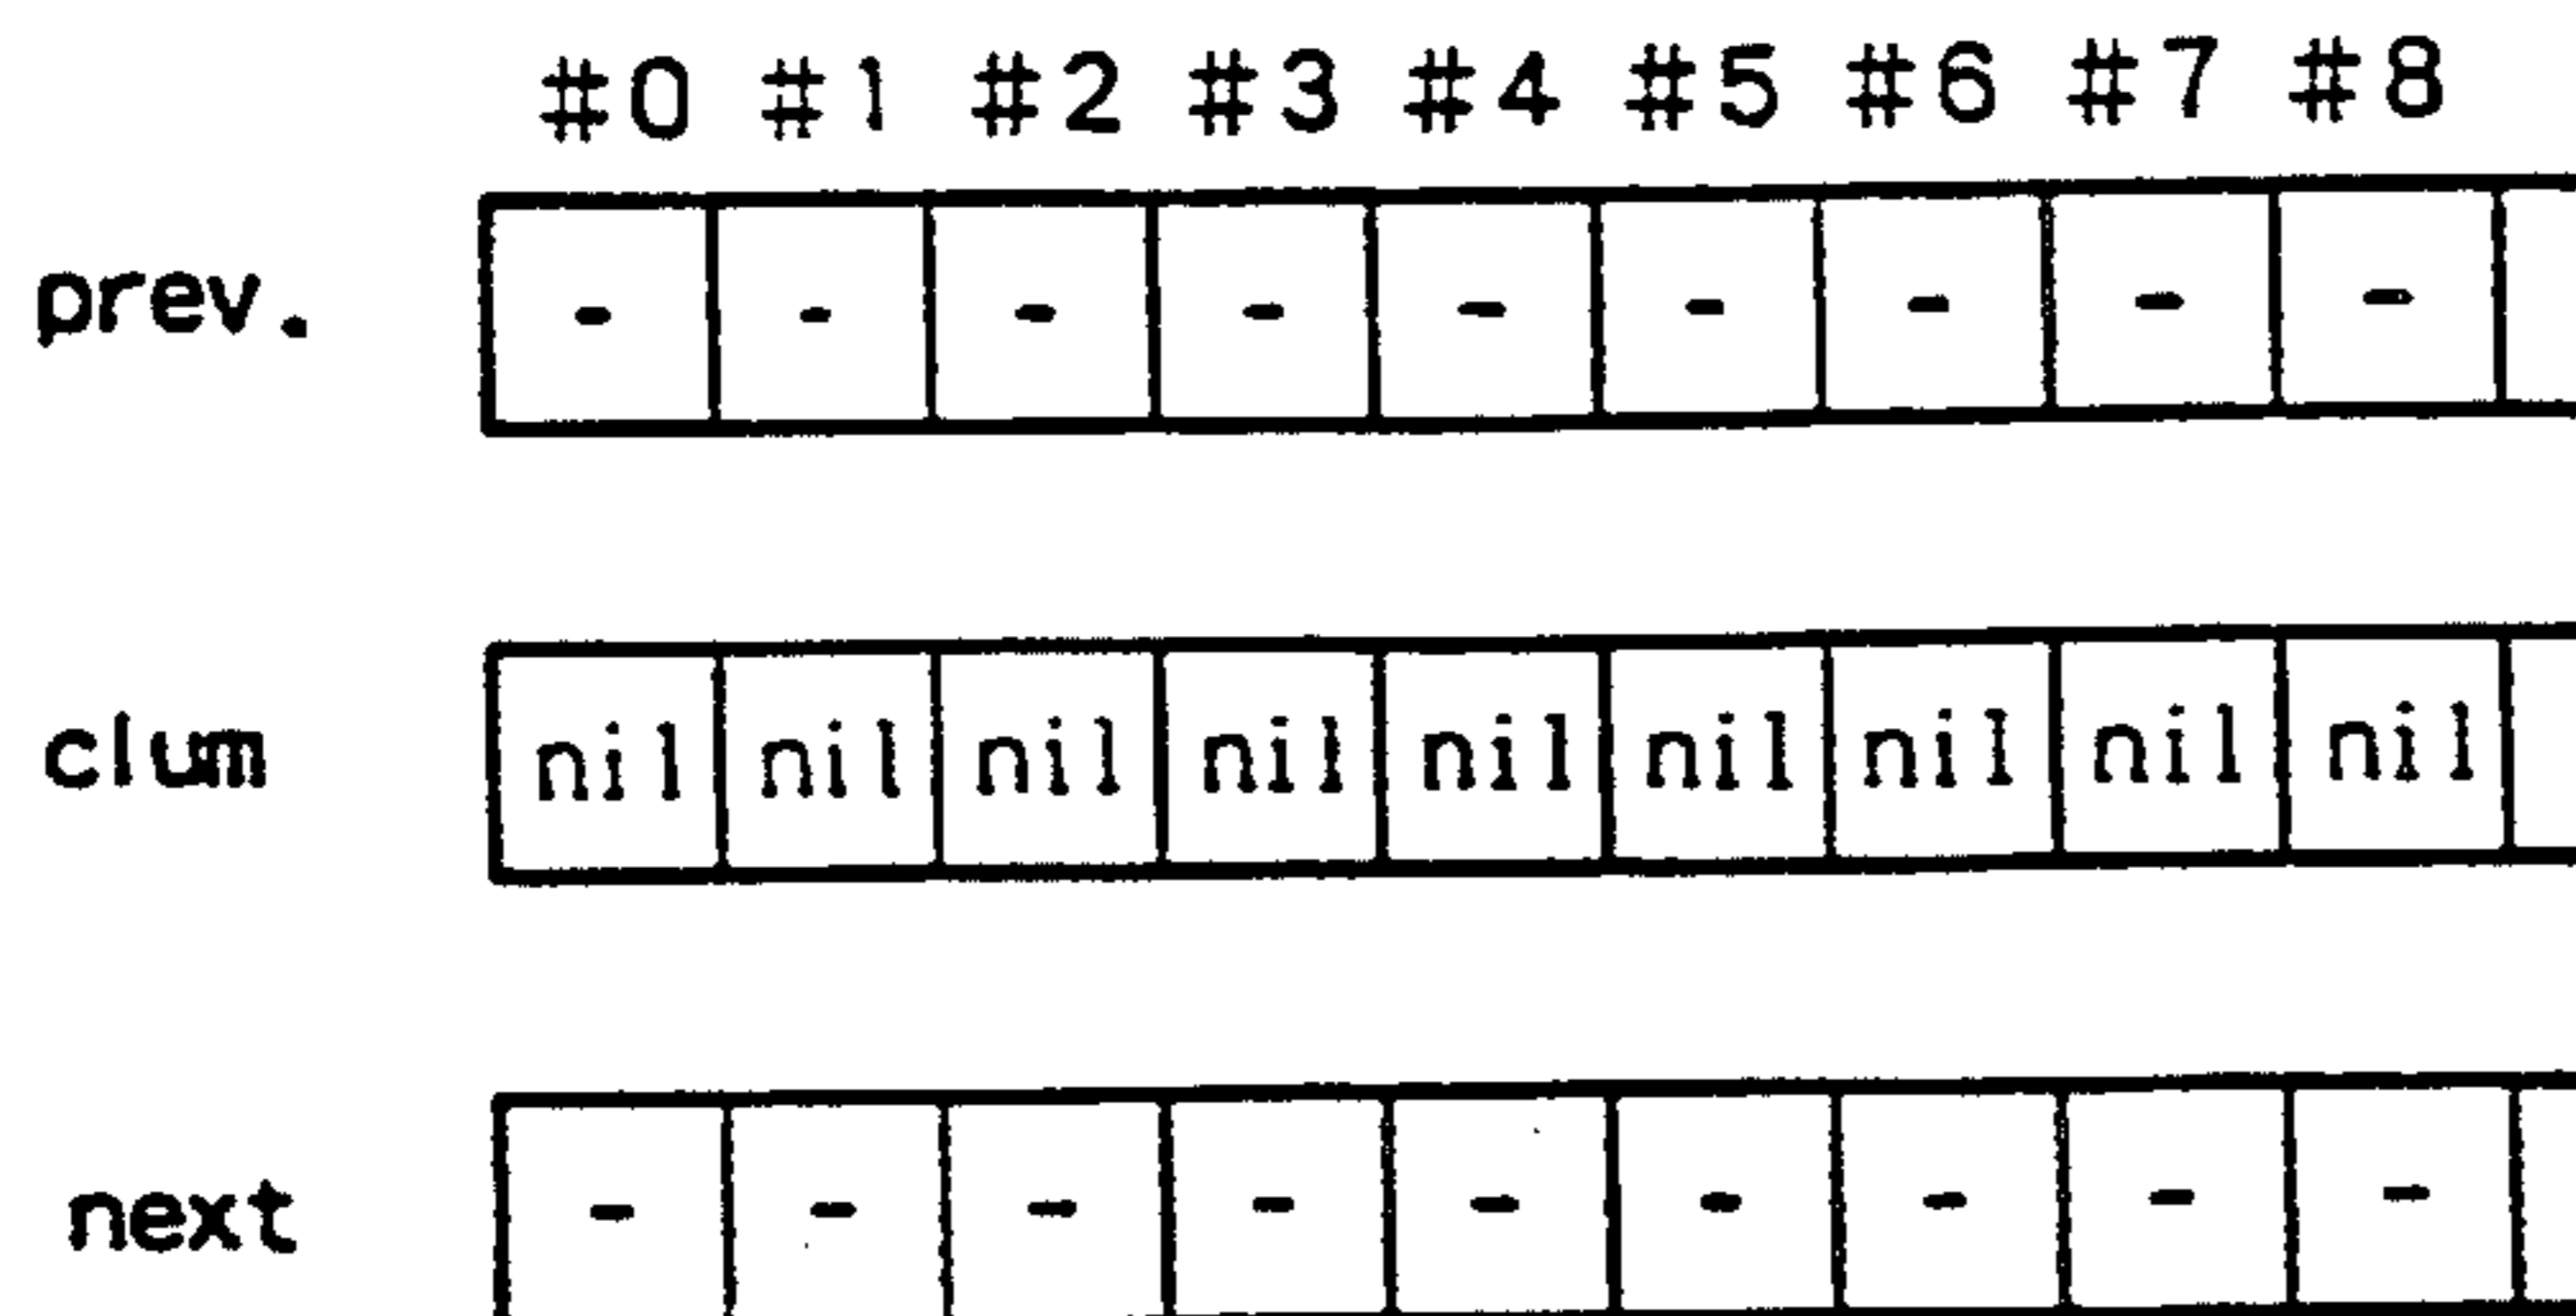 #0 #1 #2 #3 #4 #5 #6 #7 #8
prev. - - - - - - - - -
clum nil nil nil nil nil nil nil nil nil
next - - - - - - - - -